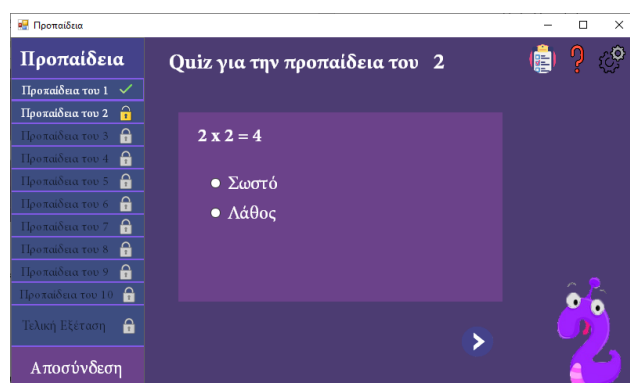 Προπαίδεια
Προπαίδεια
Quiz για την προπαίδεια του 2
Προπαίδεια του 1
Προπαίδεια του 2
Προπαίδεια του 3
Προπαίδεια του 4
Προπαίδεια του 5
Προπαίδεια του 6
Προπαίδεια του 7
Προπαίδεια του 8
Προπαίδεια του 9
Προπαίδεια του 10
Τελική Εξέταση
Αποσύνδεση
2 x 2 = 4
Σωστό
Λάθος